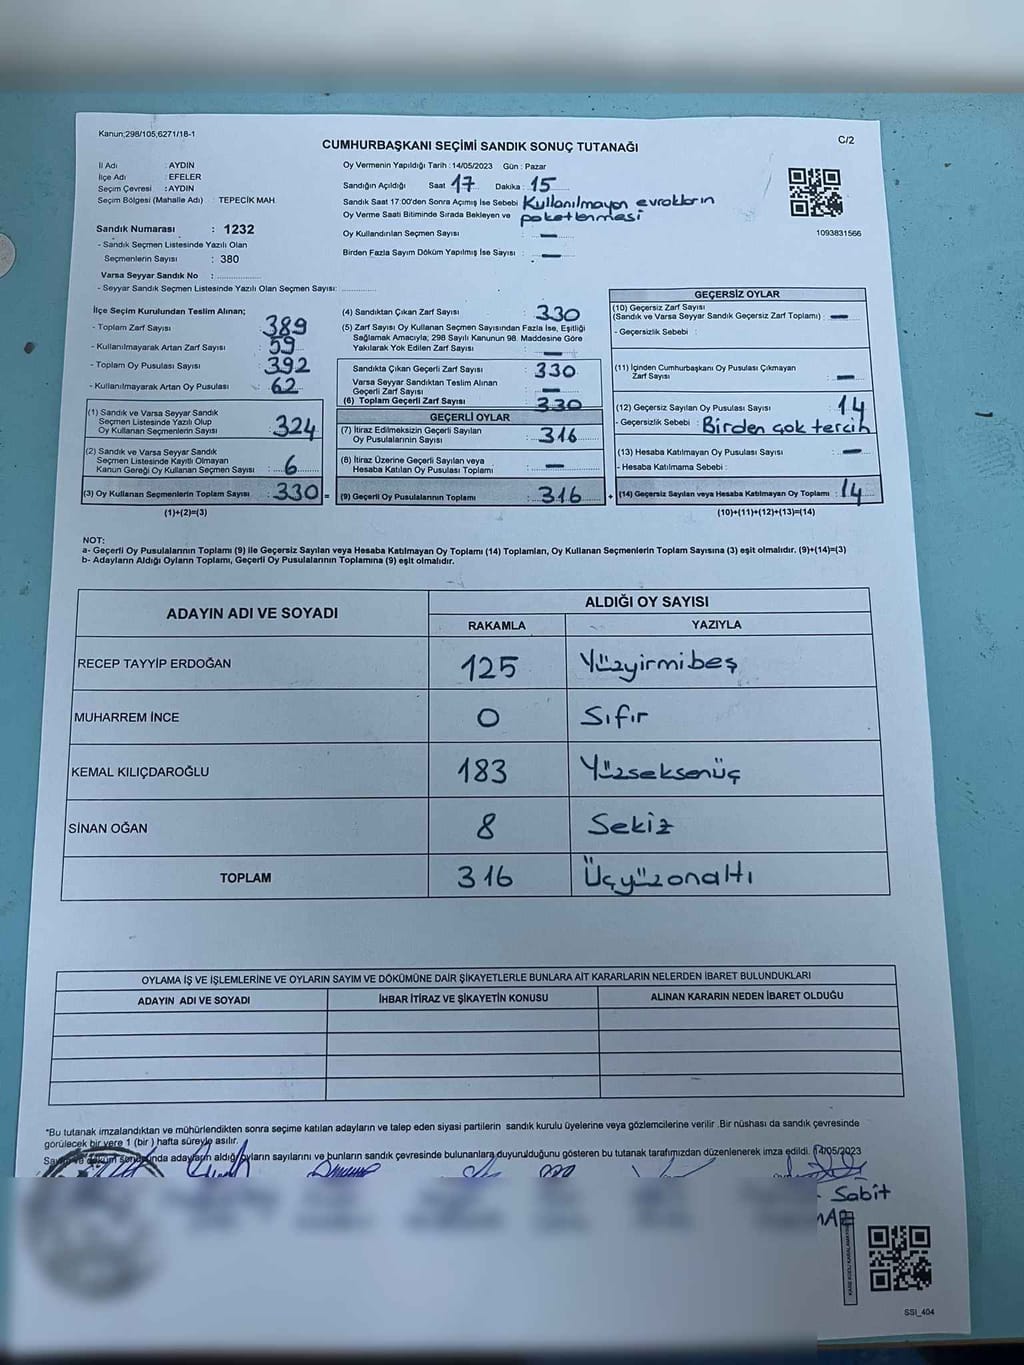 Kanun;298/105,6271/18-1
C/2
CUMHURBAŞKANI SEÇİMİ SANDIK SONUÇ TUTANAĞI
İl Adı : AYDIN
İlçe Adı : EFELER
Seçim Çevresi : AYDIN
Seçim Bölgesi (Mahalle Adı) : TEPECİK MAH.
Sandık Numarası : 1232
- Sandık Seçmen Listesinde Yazılı Olan
Seçmenlerin Sayısı : 380
Varsa Seyyar Sandık No :
- Seyyar Sandık Seçmen Listesinde Yazılı Olan Seçmen Sayısı:
Oy Vermenin Yapıldığı Tarih : 14/05/2023 Gün : Pazar
Sandığın Açıldığı Saat 17 Dakika : 15
Sandık Saat 17:00'den Sonra Açımış İse Sebebi Kullanılmayan evrakların
Oy Verme Saati Bitiminde Sırada Bekleyen ve paketlenmesi
Oy Kullandırılan Seçmen Sayısı : —
Birden Fazla Sayım Döküm Yapılmış İse Sayısı : —
1093831566
İlçe Seçim Kurulundan Teslim Alınan;
- Toplam Zarf Sayısı : 389
- Kullanılmayarak Artan Zarf Sayısı : 59
- Toplam Oy Pusulası Sayısı : 392
- Kullanılmayarak Artan Oy Pusulası : 62
(1) Sandık ve Varsa Seyyar Sandık
Seçmen Listesinde Yazılı Olup
Oy Kullanan Seçmenlerin Sayısı : 324
(2) Sandık ve Varsa Seyyar Sandık
Seçmen Listesinde Kayıtlı Olmayan
Kanun Gereği Oy Kullanan Seçmen Sayısı : 6
(3) Oy Kullanan Seçmenlerin Toplam Sayısı : 330 =
(1)+(2)=(3)
(4) Sandıktan Çıkan Zarf Sayısı : 330
(5) Zarf Sayısı Oy Kullanan Seçmen Sayısından Fazla İse, Eşitliği
Sağlamak Amacıyla; 298 Sayılı Kanunun 98. Maddesine Göre
Yakılarak Yok Edilen Zarf Sayısı : —
Sandıkta Çıkan Geçerli Zarf Sayısı : 330
Varsa Seyyar Sandıktan Teslim Alınan
Geçerli Zarf Sayısı : —
(6) Toplam Geçerli Zarf Sayısı : 330
GEÇERLİ OYLAR
(7) İtiraz Edilmeksizin Geçerli Sayılan
Oy Pusulalarının Sayısı : 316
(8) İtiraz Üzerine Geçerli Sayılan veya
Hesaba Katılan Oy Pusulası Toplamı : —
(9) Geçerli Oy Pusulalarının Toplamı : 316 +
GEÇERSİZ OYLAR
(10) Geçersiz Zarf Sayısı
(Sandık ve Varsa Seyyar Sandık Geçersiz Zarf Toplamı) : —
- Geçersizlik Sebebi :
(11) İçinden Cumhurbaşkanı Oy Pusulası Çıkmayan
Zarf Sayısı : —
(12) Geçersiz Sayılan Oy Pusulası Sayısı : 14
- Geçersizlik Sebebi : Birden çok tercih
(13) Hesaba Katılmayan Oy Pusulası Sayısı : —
- Hesaba Katılmama Sebebi :
(14) Geçersiz Sayılan veya Hesaba Katılmayan Oy Toplamı : 14
(10)+(11)+(12)+(13)=(14)
NOT:
a- Geçerli Oy Pusulalarının Toplamı (9) ile Geçersiz Sayılan veya Hesaba Katılmayan Oy Toplamı (14) Toplamları, Oy Kullanan Seçmenlerin Toplam Sayısına (3) eşit olmalıdır. (9)+(14)=(3)
b- Adayların Aldığı Oyların Toplamı, Geçerli Oy Pusulalarının Toplamına (9) eşit olmalıdır.
ADAYIN ADI VE SOYADI
ALDIĞI OY SAYISI
RAKAMLA YAZIYLA
RECEP TAYYİP ERDOĞAN 125 Yüzyirmibeş
MUHARREM İNCE 0 Sıfır
KEMAL KILIÇDAROĞLU 183 Yüzseksenüç
SİNAN OĞAN 8 Sekiz
TOPLAM 316 Üçyüzonaltı
OYLAMA İŞ VE İŞLEMLERİNE VE OYLARIN SAYIM VE DÖKÜMÜNE DAİR ŞİKAYETLERLE BUNLARA AİT KARARLARIN NELERDEN İBARET BULUNDUKLARI
ADAYIN ADI VE SOYADI İHBAR İTİRAZ VE ŞİKAYETİN KONUSU ALINAN KARARIN NEDEN İBARET OLDUĞU
*Bu tutanak imzalandıktan ve mühürlendikten sonra seçime katılan adayların ve talep eden siyasi partilerin sandık kurulu üyelerine veya gözlemcilerine verilir .Bir nüshası da sandık çevresinde
görülecek bir yere 1 (bir ) hafta süreyle asılır.
Sayım ve döküm sonucunda adayların aldığı oyların sayılarını ve bunların sandık çevresinde bulunanlara duyurulduğunu gösteren bu tutanak tarafımızdan düzenlenerek imza edildi. 14/05/2023
Sabit
SSİ_404